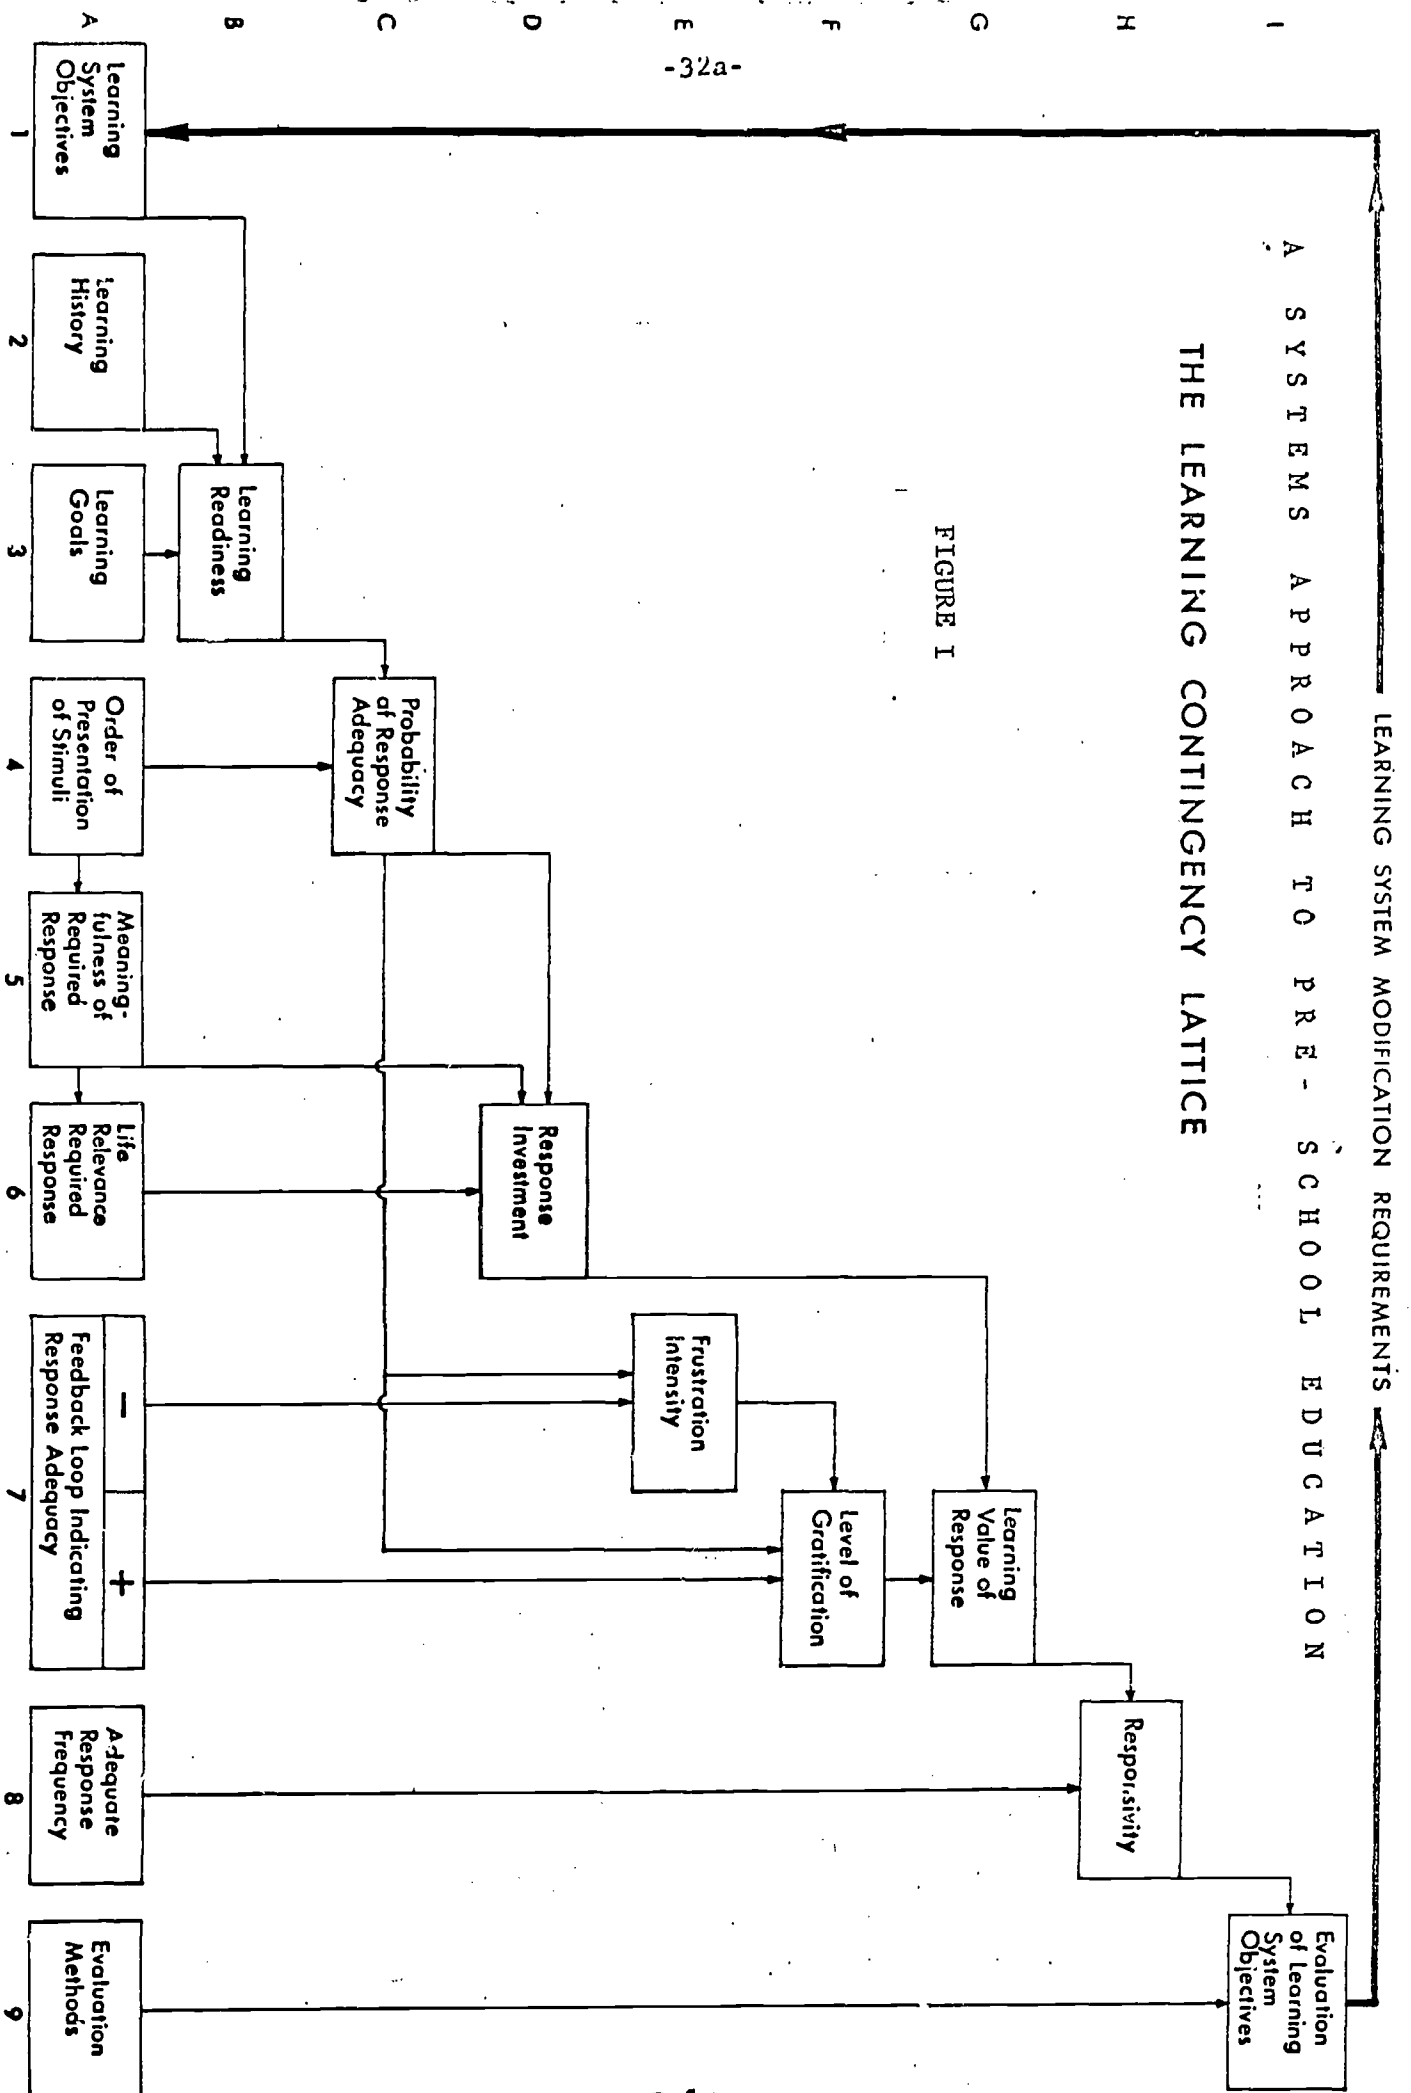 -32a-
LEARNING SYSTEM MODIFICATION REQUIREMENTS
A SYSTEMS APPROACH TO PRE- SCHOOL EDUCATION
THE LEARNING CONTINGENCY LATTICE
FIGURE I
I
Evaluation
of Learning
System
Objectives
H
Responsivity
G
Learning
Value of
Response
F
Level of
Gratification
E
Frustration
Intensity
D
Response
Investment
C
Probability
of Response
Adequacy
B
Learning
Readiness
A
Learning
System
Objectives
Learning
History
Learning
Goals
Order of
Presentation
of Stimuli
Meaning-
fulness of
Required
Response
Life
Relevance
Required
Response
- +
Feedback Loop Indicating
Response Adequacy
Adequate
Response
Frequency
Evaluation
Methods
1 2 3 4 5 6 7 8 9